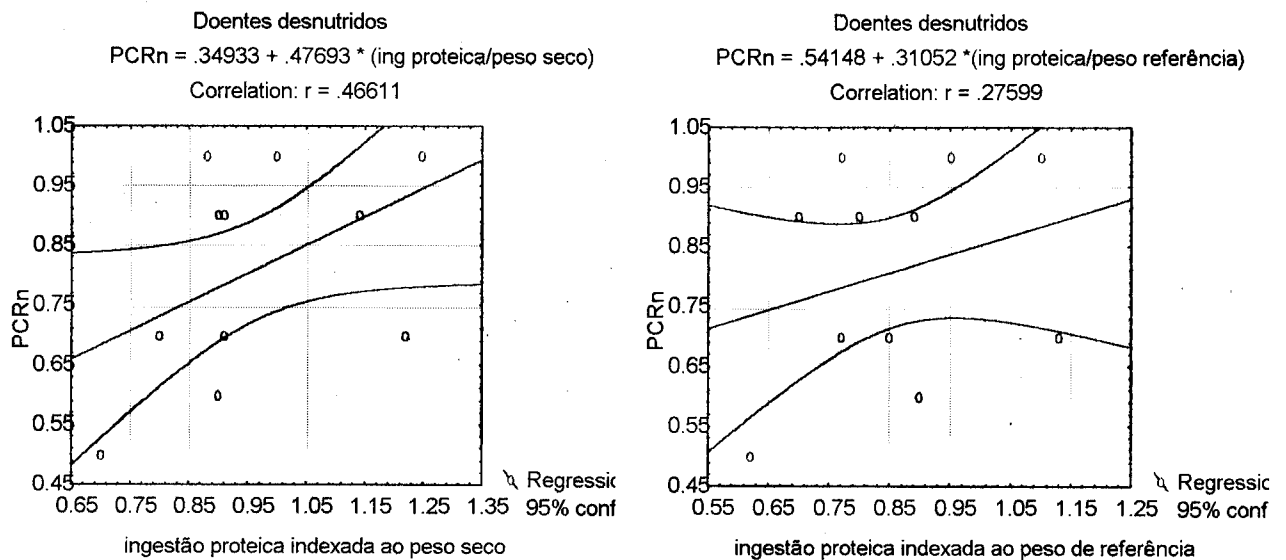 Doentes desnutridos
PCRn = .34933 + .47693 * (ing proteica/peso seco)
Correlation: r = .46611
1.05
0.95
0.85
0.75
0.65
0.55
0.45
PCRn
0.65 0.75 0.85 0.95 1.05 1.15 1.25 1.35
Regressic
95% conf
ingestão proteica indexada ao peso seco
Doentes desnutridos
PCRn = .54148 + .31052 *(ing proteica/peso referência)
Correlation: r = .27599
1.05
0.95
0.85
0.75
0.65
0.55
0.45
PCRn
0.55 0.65 0.75 0.85 0.95 1.05 1.15 1.25
Regressic
95% conf
ingestão proteica indexada ao peso de referência